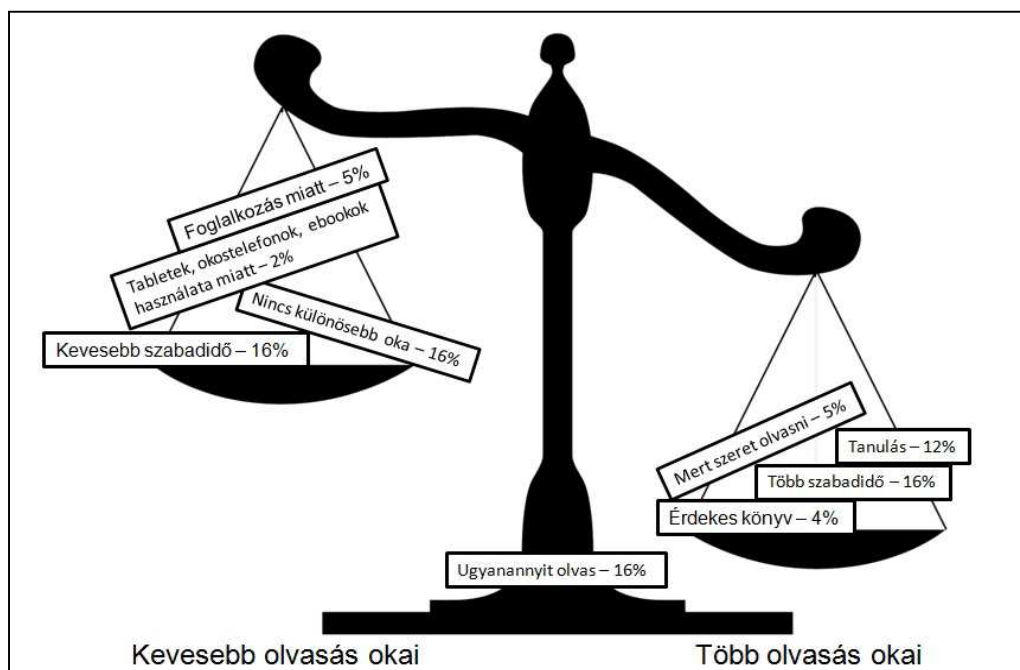 Foglalkozás miatt – 5%
Tabletek, okostelefonok, ebookok
használata miatt – 2%
Nincs különösebb oka – 16%
Kevesebb szabadidő – 16%
Mert szeret olvasni – 5%
Tanulás – 12%
Több szabadidő – 16%
Érdekes könyv – 4%
Ugyanannyit olvas – 16%
Kevesebb olvasás okai
Több olvasás okai